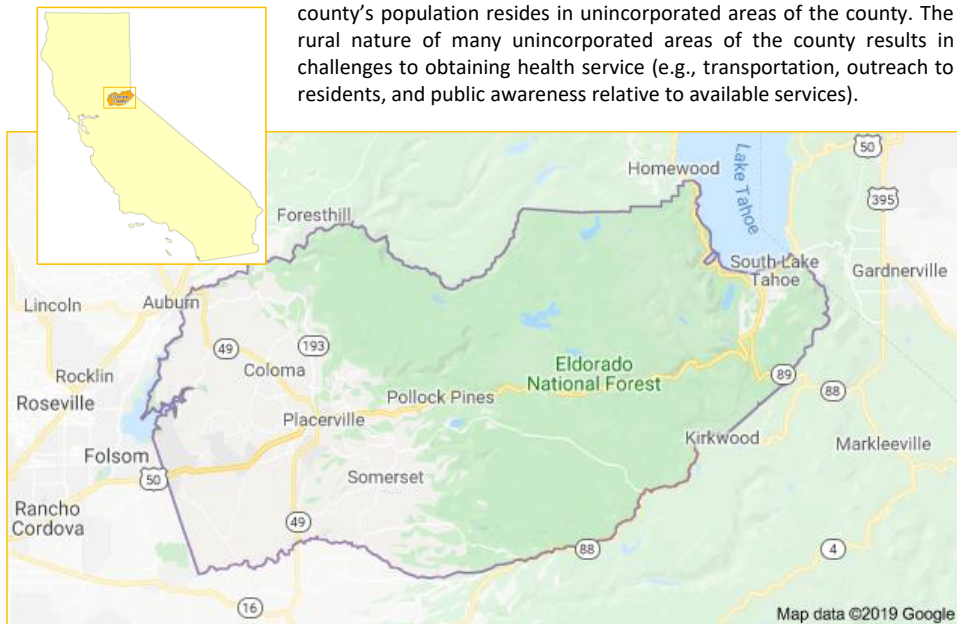 county’s population resides in unincorporated areas of the county. The
rural nature of many unincorporated areas of the county results in
challenges to obtaining health service (e.g., transportation, outreach to
residents, and public awareness relative to available services).
Homewood
Lake Tahoe
50
395
Foresthill
South Lake
Tahoe
Gardnerville
Lincoln
Auburn
193
49
Coloma
Rocklin
Eldorado
National Forest
89
88
Roseville
Pollock Pines
Placerville
Kirkwood
Markleeville
Folsom
50
Somerset
Rancho
Cordova
49
88
4
16
Map data ©2019 Google